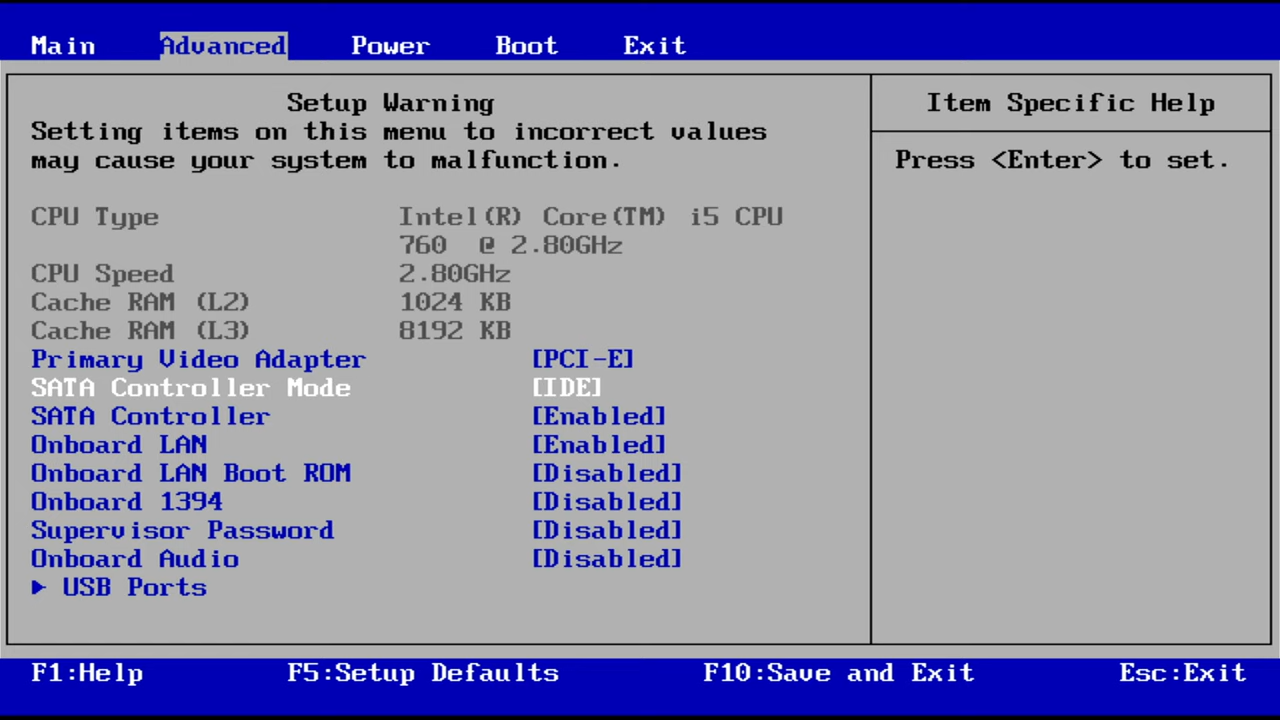 Main Advanced Power Boot Exit
Setup Warning
Setting items on this menu to incorrect values
may cause your system to malfunction.
Item Specific Help
Press <Enter> to set.
CPU Type Intel(R) Core(TM) i5 CPU
760 @ 2.80GHz
CPU Speed 2.80GHz
Cache RAM (L2) 1024 KB
Cache RAM (L3) 8192 KB
Primary Video Adapter [PCI-E]
SATA Controller Mode [IDE]
SATA Controller [Enabled]
Onboard LAN [Enabled]
Onboard LAN Boot ROM [Disabled]
Onboard 1394 [Disabled]
Supervisor Password [Disabled]
Onboard Audio [Disabled]
USB Ports
F1:Help F5:Setup Defaults F10:Save and Exit Esc:Exit